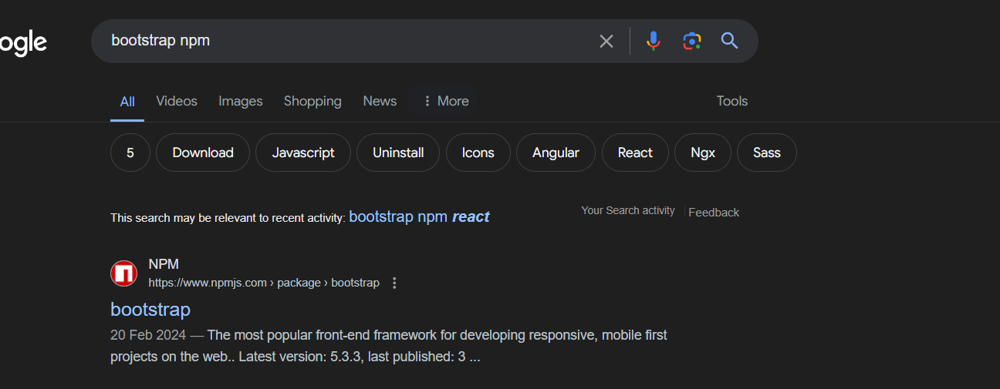 ogle
bootstrap npm
All Videos Images Shopping News More Tools
5 Download Javascript Uninstall Icons Angular React Ngx Sass
This search may be relevant to recent activity: bootstrap npm react Your Search activity Feedback
NPM
https://www.npmjs.com › package › bootstrap
bootstrap
20 Feb 2024 — The most popular front-end framework for developing responsive, mobile first
projects on the web.. Latest version: 5.3.3, last published: 3 ...